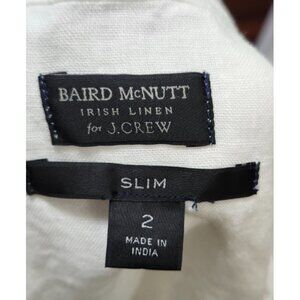 BAIRD MCNUTT
IRISH LINEN
for J.CREW
SLIM
2
MADE IN
INDIA